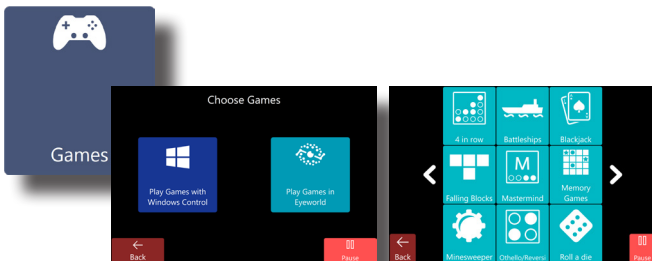 Games
Choose Games
Play Games with
Windows Control
Play Games in
Eyeworld
Back
Pause
4 in row
Battleships
Blackjack
Falling Blocks
M
Mastermind
Memory
Games
Minesweeper
Othello/Reversi
Roll a die
Back
Pause